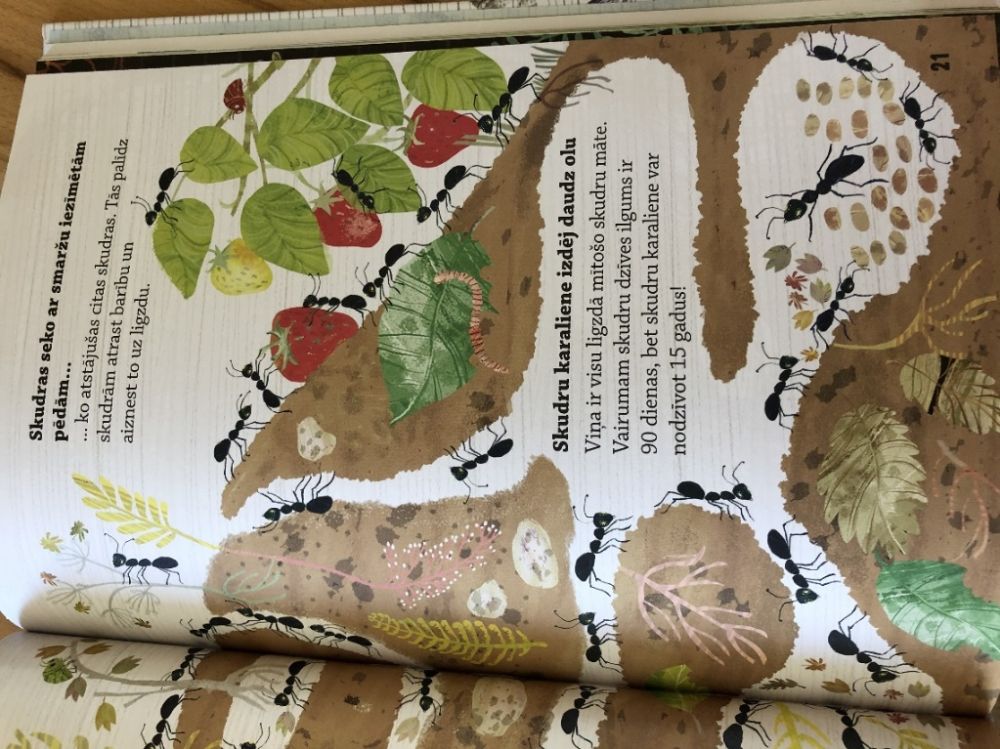 Skudras seko ar smaržu iezīmētām
pēdām...
... ko atstājušas citas skudras. Tās palīdz
skudrām atrast barību un
aiznest to uz ligzdu.
Skudru karaliene izdēj daudz olu
Viņa ir visu ligzdā mītošo skudru māte.
Vairumam skudru dzīves ilgums ir
90 dienas, bet skudru karaliene var
nodzīvot 15 gadus!
21